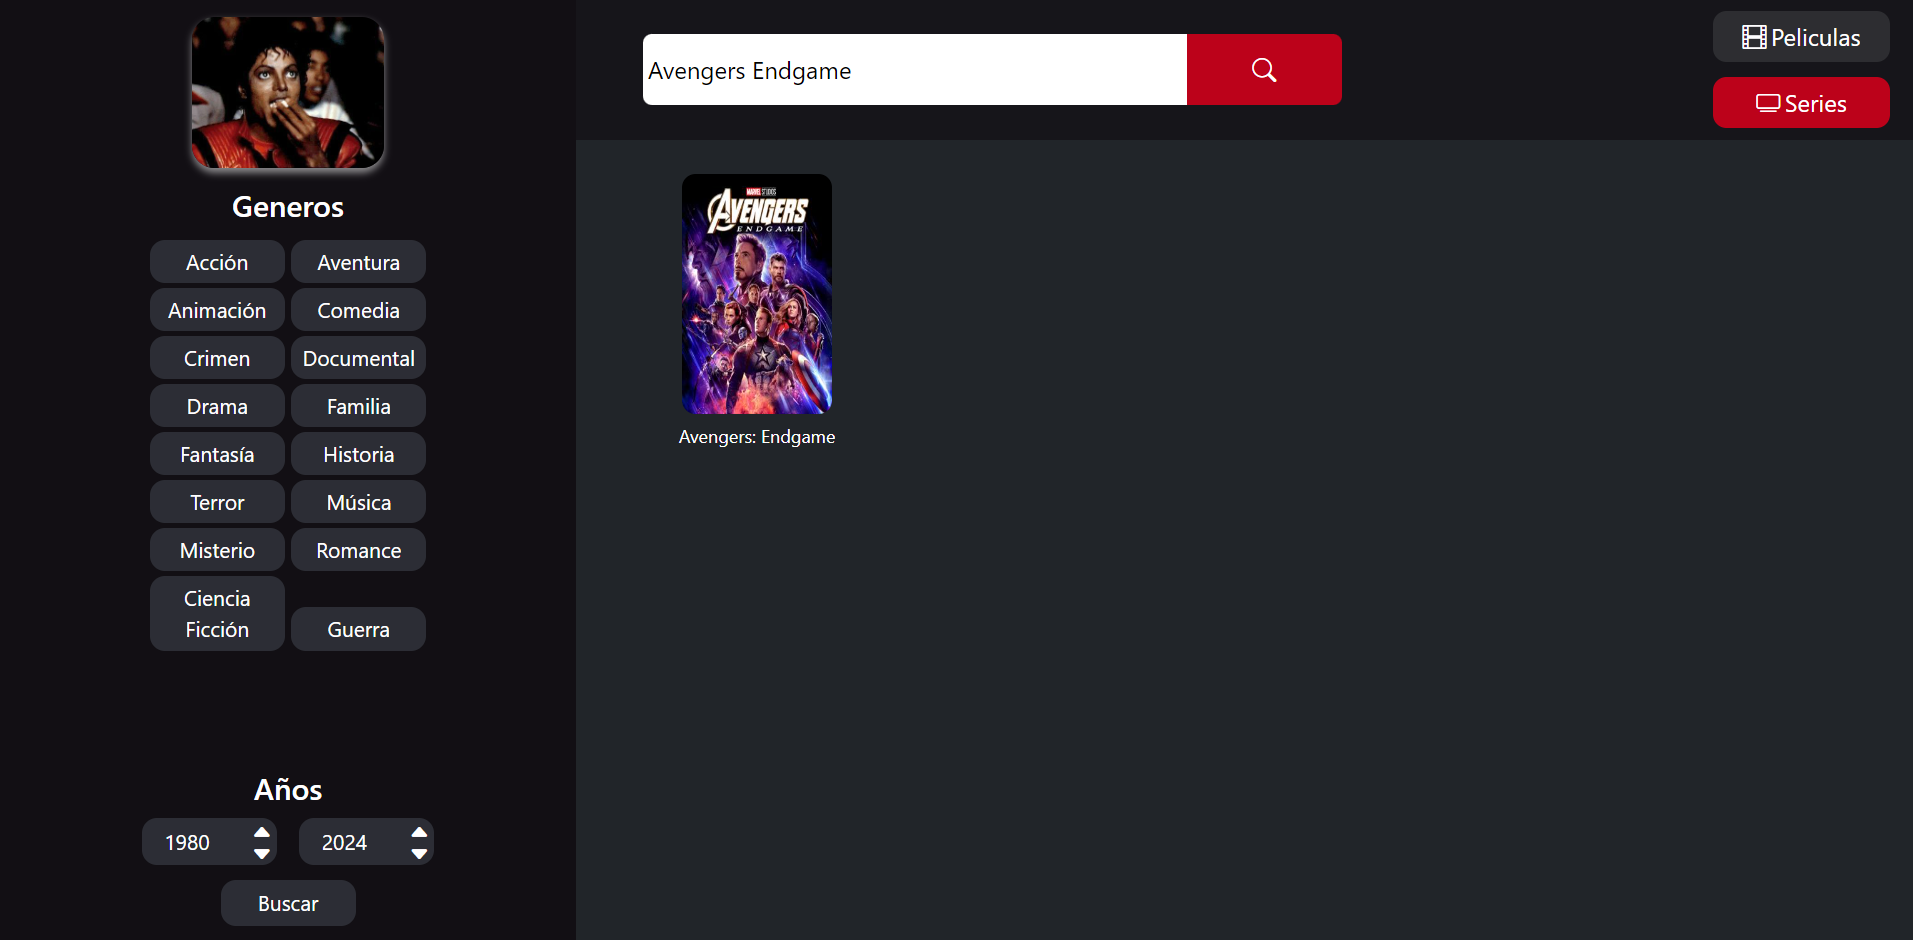 Generos
Acción
Aventura
Animación
Comedia
Crimen
Documental
Drama
Familia
Fantasía
Historia
Terror
Música
Misterio
Romance
Ciencia
Ficción
Guerra
Años
1980
2024
Buscar
Avengers Endgame
Peliculas
Series
MARVEL STUDIOS
AVENGERS
ENDGAME
Avengers: Endgame